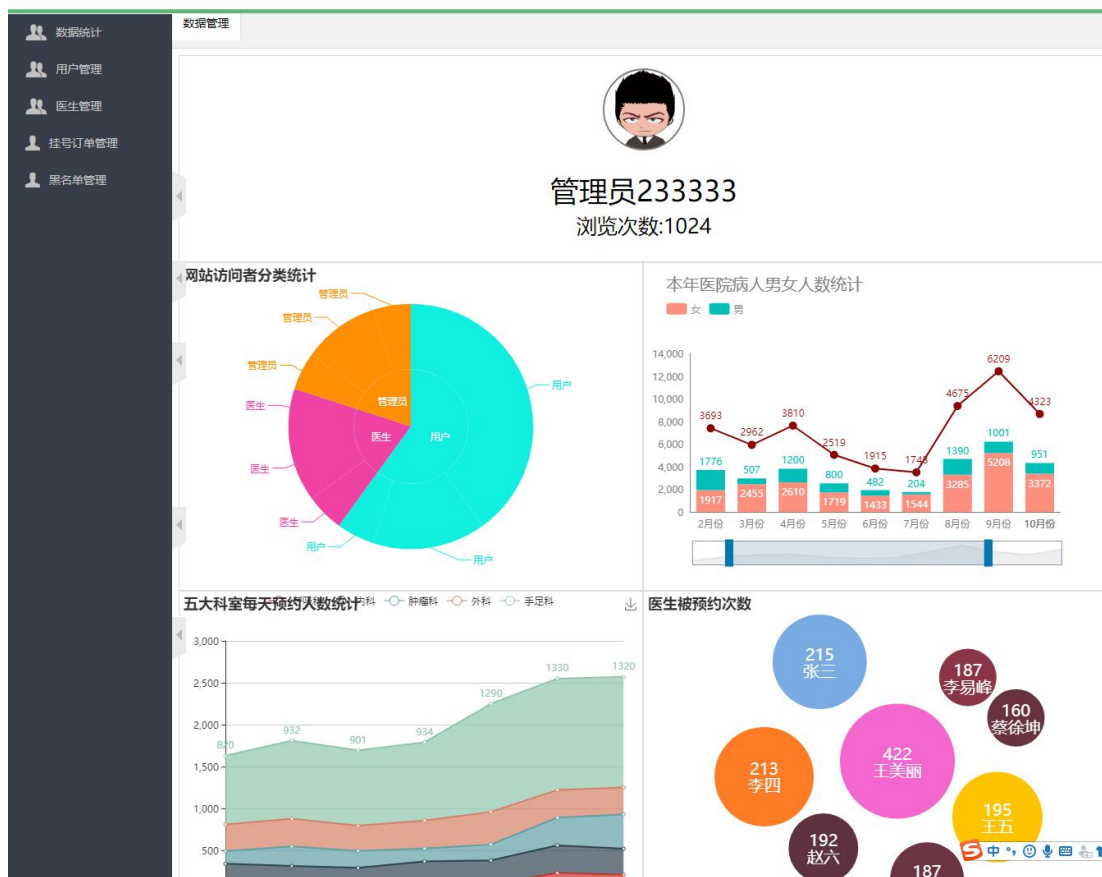 数据统计
用户管理
医生管理
挂号订单管理
黑名单管理
数据管理
管理员233333
浏览次数:1024
网站访问者分类统计
管理员
管理员
管理员
医生
医生
医生
用户
用户
用户
管理员
医生
用户
本年医院病人男女人数统计
女 男
14,000
12,000
10,000
8,000
6,000
4,000
2,000
0
3693
2962
3810
2519
1915
1748
4675
6209
4323
1776
507
1200
800
482
204
1390
1001
951
1917
2455
2610
1719
1433
1544
3285
5208
3372
2月份 3月份 4月份 5月份 6月份 7月份 8月份 9月份 10月份
五大科室每天预约人数统计
内科 肿瘤科 外科 手足科
3,000
2,500
2,000
1,500
1,000
500
820
932
901
934
1290
1330
1320
医生被预约次数
215
张三
187
李易峰
160
蔡徐坤
422
王美丽
213
李四
195
王五
192
赵六
187
中